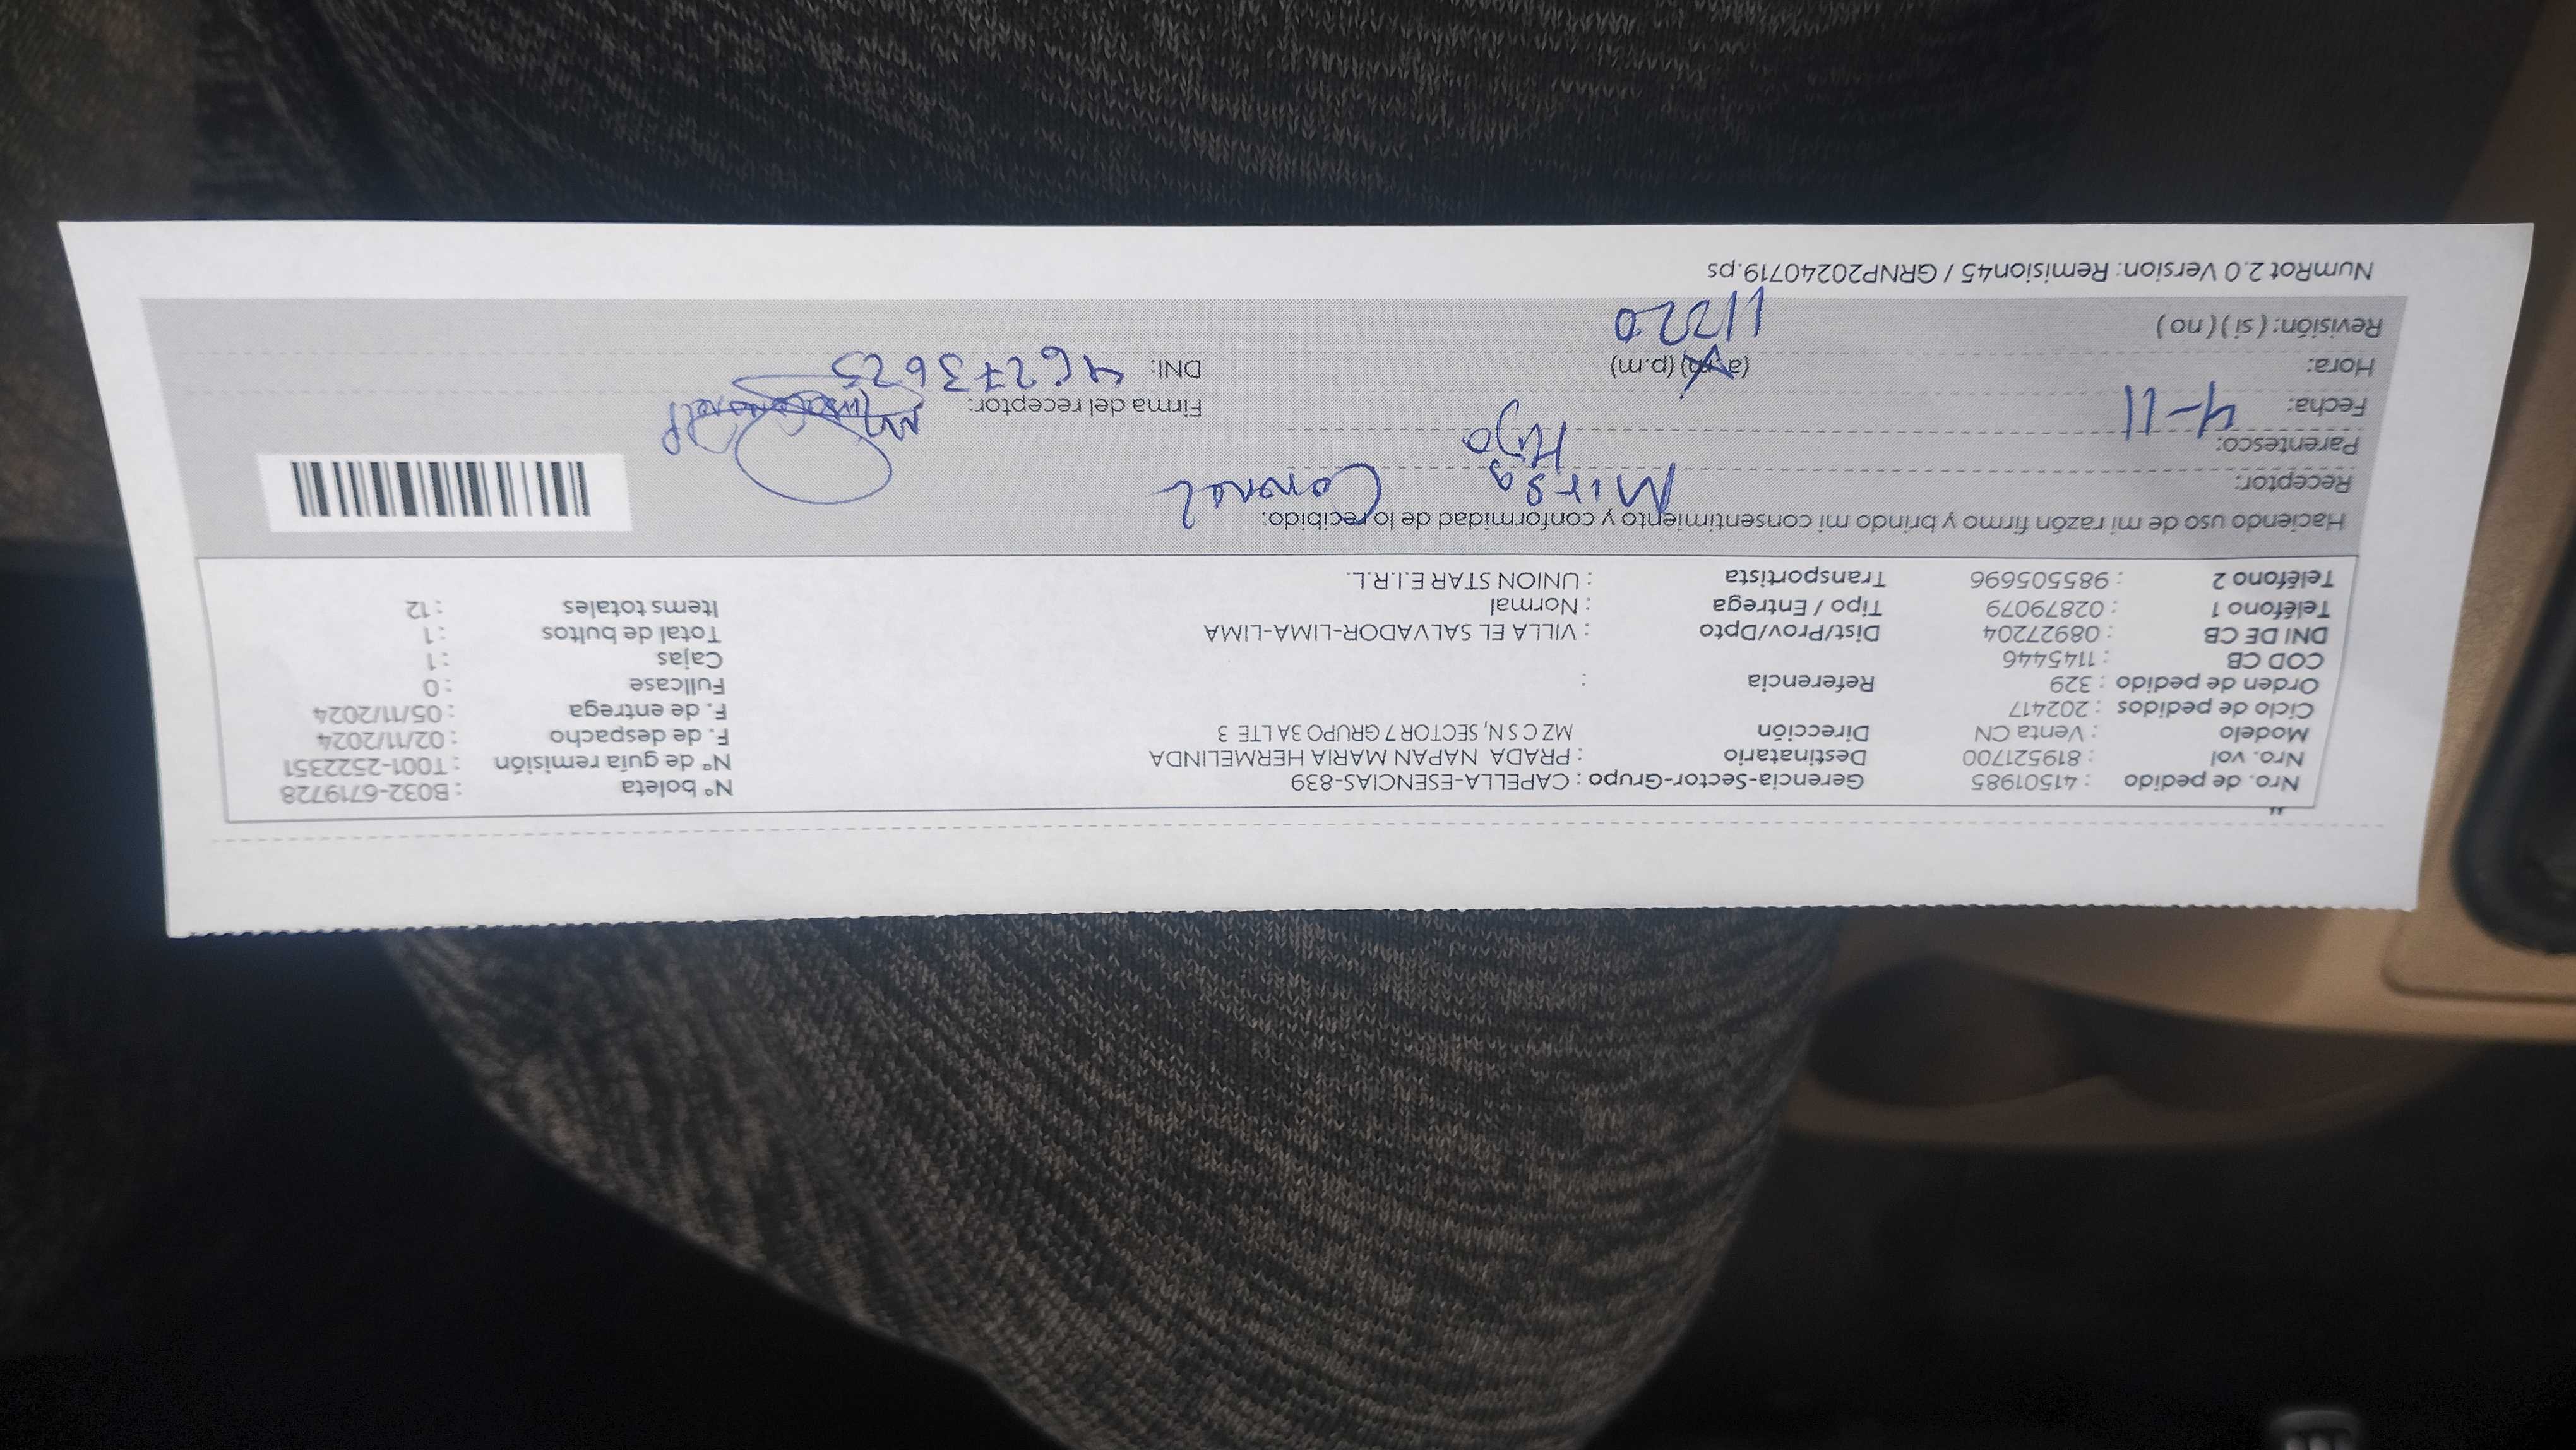 Nro. de pedido : 41501985 Gerencia-Sector-Grupo : CAPELLA-ESENCIAS-839 N° boleta : B032-6719728
Nro. vol : 819521700 Destinatario : PRADA NAPAN MARIA HERMELINDA N° de guía remisión : T001-2522351
Modelo : Venta CN Dirección MZ C S N, SECTOR 7 GRUPO 3A LTE 3 F. de despacho : 02/11/2024
Ciclo de pedidos : 202417 F. de entrega : 05/11/2024
Orden de pedido : 329 Referencia : Fullcase : 0
COD CB : 1145446 Cajas : 1
DNI DE CB : 08927204 Dist/Prov/Dpto : VILLA EL SALVADOR-LIMA-LIMA Total de bultos : 1
Teléfono 1 : 02879079 Tipo / Entrega : Normal Items totales : 12
Teléfono 2 : 985505696 Transportista : UNION STAR E.I.R.L.
Haciendo uso de mi razón firmo y brindo mi consentimiento y conformidad de lo recibido:
Receptor: Mirsa Coronel
Parentesco: Hijo
Fecha: 4-11 Firma del receptor:
Hora: (a.m) (p.m) DNI: 46273625
Revisión: ( si ) ( no ) 1/220
NumRot 2.0 Version: Remision45 / GRNP20240719.ps